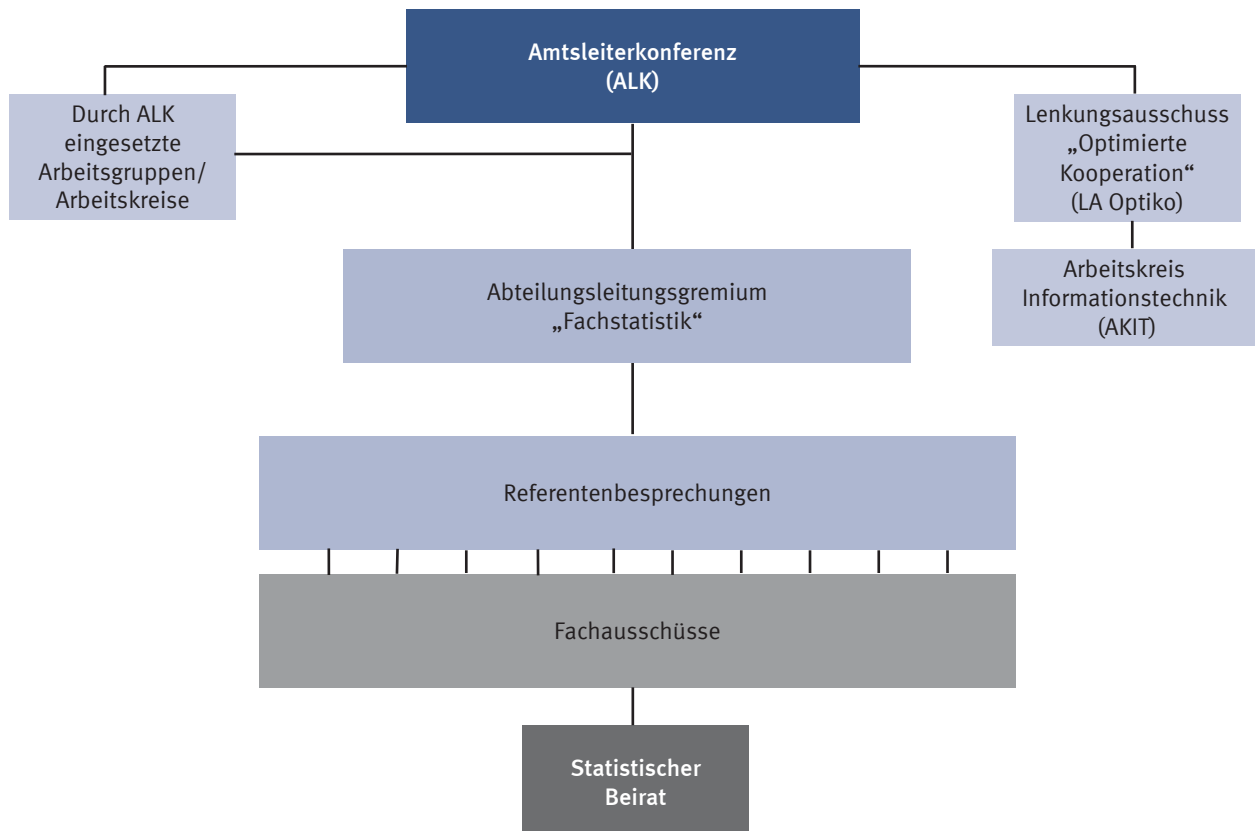 Amtsleiterkonferenz
(ALK)
Durch ALK
eingesetzte
Arbeitsgruppen/
Arbeitskreise
Lenkungsausschuss
„Optimierte
Kooperation“
(LA Optiko)
Abteilungsleitungsgremium
„Fachstatistik“
Arbeitskreis
Informationstechnik
(AKIT)
Referentenbesprechungen
Fachausschüsse
Statistischer
Beirat